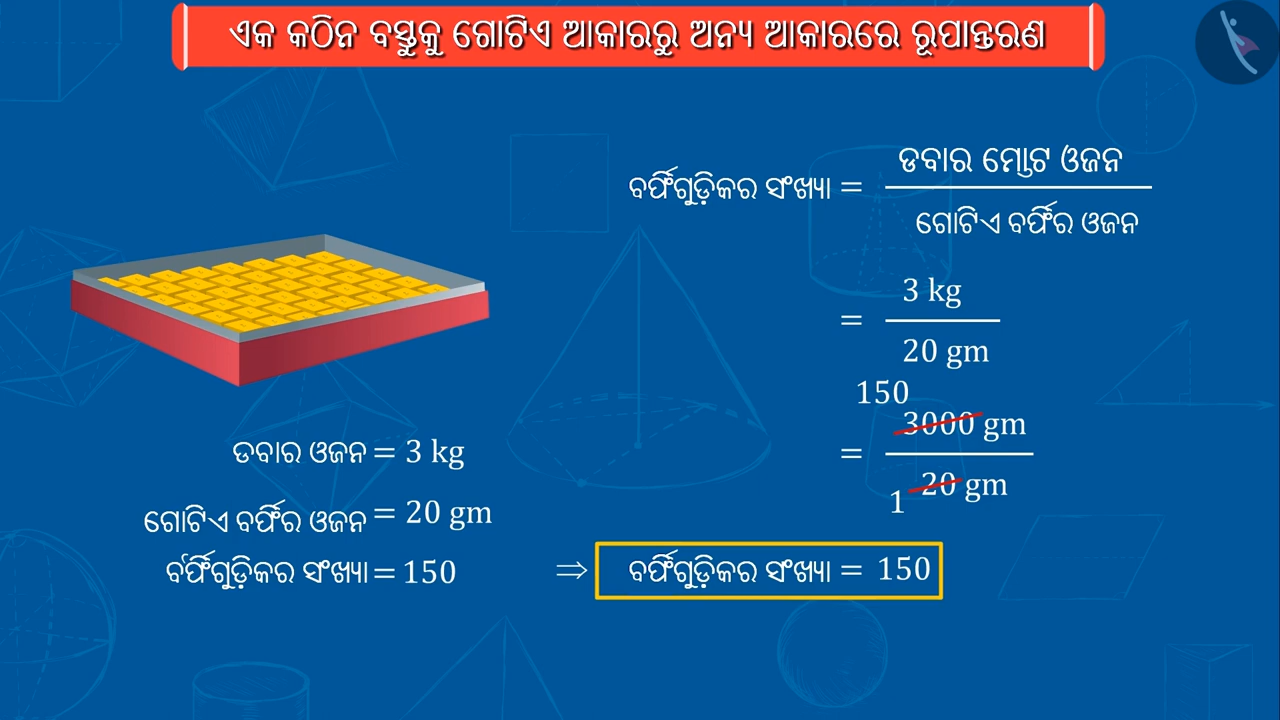 ଏକ କଠିନ ବସ୍ତୁକୁ ଗୋଟିଏ ଆକାରରୁ ଅନ୍ୟ ଆକାରରେ ରୂପାନ୍ତରଣ
ବର୍ଫିଗୁଡ଼ିକର ସଂଖ୍ୟା = ଡବାର ମୋଟ ଓଜନ
ଗୋଟିଏ ବର୍ଫିର ଓଜନ
= 3 kg
20 gm
150
= 3000 gm
1 20 gm
ଡବାର ଓଜନ = 3 kg
ଗୋଟିଏ ବର୍ଫିର ଓଜନ = 20 gm
ବର୍ଫିଗୁଡ଼ିକର ସଂଖ୍ୟା = 150
⇒ ବର୍ଫିଗୁଡ଼ିକର ସଂଖ୍ୟା = 150